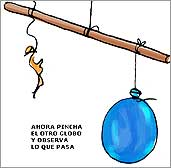 AHORA PINCHA
EL OTRO GLOBO
Y OBSERVA
LO QUE PASA